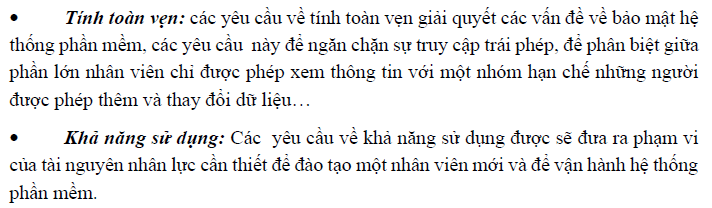 • Tính toàn vẹn: các yêu cầu về tính toàn vẹn giải quyết các vấn đề về bảo mật hệ
thống phần mềm, các yêu cầu này để ngăn chặn sự truy cập trái phép, để phân biệt giữa
phần lớn nhân viên chỉ được phép xem thông tin với một nhóm hạn chế những người
được phép thêm và thay đổi dữ liệu…
• Khả năng sử dụng: Các yêu cầu về khả năng sử dụng được sẽ đưa ra phạm vi
của tài nguyên nhân lực cần thiết để đào tạo một nhân viên mới và để vận hành hệ thống
phần mềm.